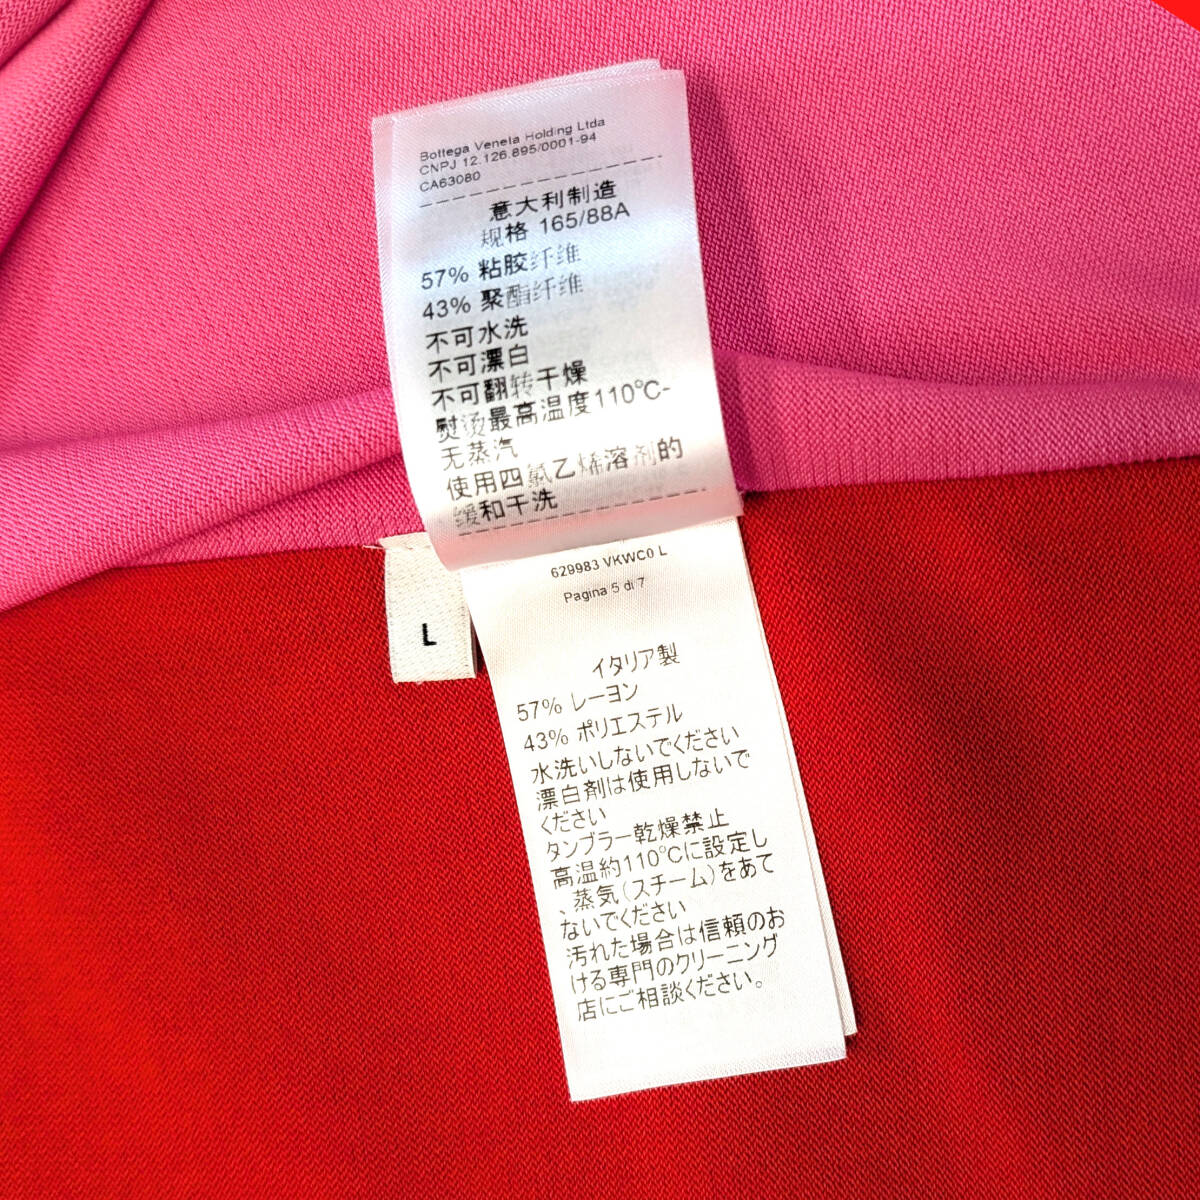 Bottega Veneta Holding Ltda
CNPJ 12.126.895/0001-94
CA63080
意大利制造
规格 165/88A
57% 粘胶纤维
43% 聚酯纤维
不可水洗
不可漂白
不可翻转干燥
熨烫最高温度110℃-
无蒸汽
使用四氯乙烯溶剂的
缓和干洗
629983 VKWC0 L
Pagina 5 di 7
L
イタリア製
57% レーヨン
43% ポリエステル
水洗いしないでください
漂白剤は使用しないで
ください
タンブラー乾燥禁止
高温約110℃に設定し
、蒸気(スチーム)をあて
ないでください
汚れた場合は信頼のお
ける専門のクリーニング
店にご相談ください。